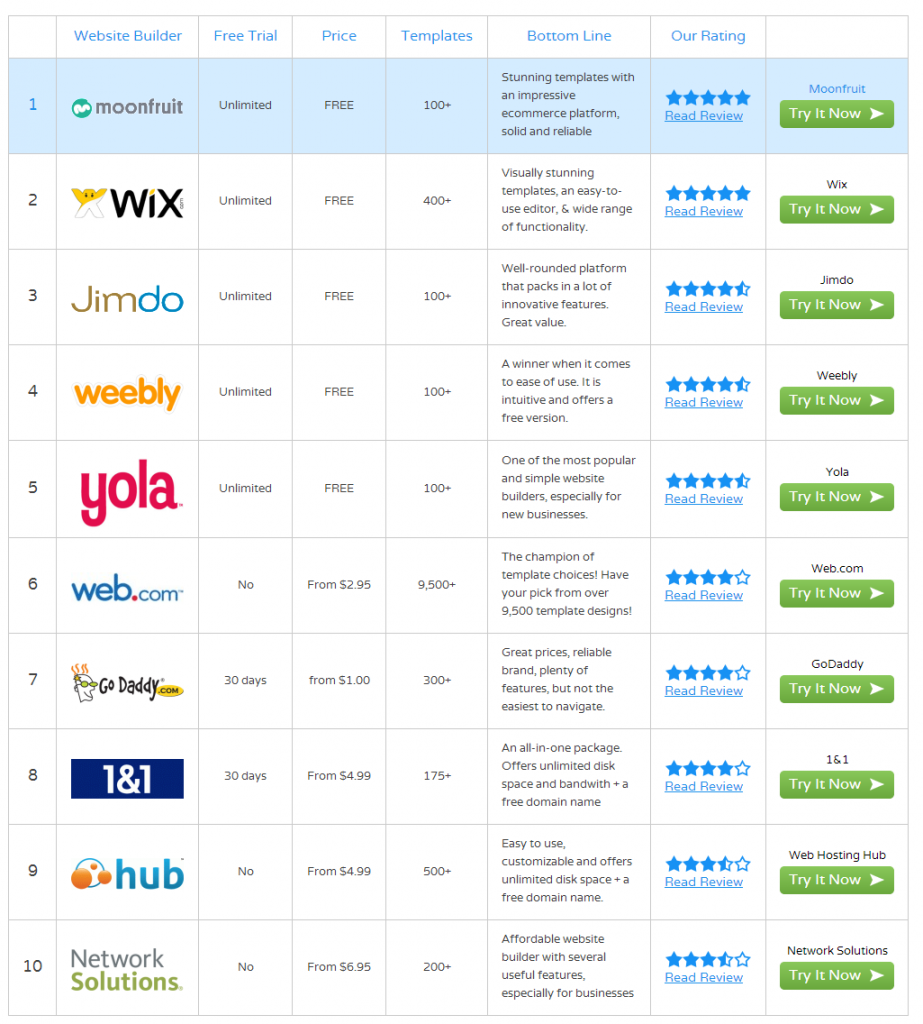 Website Builder Free Trial Price Templates Bottom Line Our Rating
1 moonfruit Unlimited FREE 100+
Stunning templates with
an impressive
ecommerce platform,
solid and reliable
Read Review
Moonfruit
Try It Now
2 WiX Unlimited FREE 400+
Visually stunning
templates, an easy-to-
use editor, & wide range
of functionality.
Read Review
Wix
Try It Now
3 Jimdo Unlimited FREE 100+
Well-rounded platform
that packs in a lot of
innovative features.
Great value.
Read Review
Jimdo
Try It Now
4 weebly Unlimited FREE 100+
A winner when it comes
to ease of use. It is
intuitive and offers a
free version.
Read Review
Weebly
Try It Now
5 yola Unlimited FREE 100+
One of the most popular
and simple website
builders, especially for
new businesses.
Read Review
Yola
Try It Now
6 web.com No From $2.95 9,500+
The champion of
template choices! Have
your pick from over
9,500 template designs!
Read Review
Web.com
Try It Now
7 Go Daddy .COM 30 days from $1.00 300+
Great prices, reliable
brand, plenty of
features, but not the
easiest to navigate.
Read Review
GoDaddy
Try It Now
8 1&1 30 days From $4.99 175+
An all-in-one package.
Offers unlimited disk
space and bandwith + a
free domain name
Read Review
1&1
Try It Now
9 hub No From $4.99 500+
Easy to use,
customizable and offers
unlimited disk space + a
free domain name.
Read Review
Web Hosting Hub
Try It Now
10 Network Solutions. No From $6.95 200+
Affordable website
builder with several
useful features,
especially for businesses
Read Review
Network Solutions
Try It Now